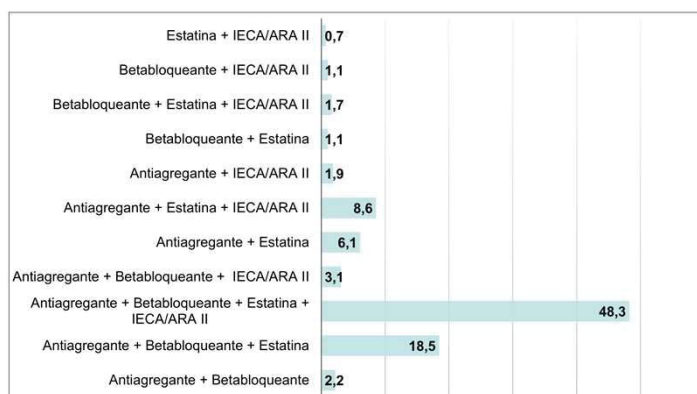 Estatina + IECA/ARA II 0,7
Betabloqueante + IECA/ARA II 1,1
Betabloqueante + Estatina + IECA/ARA II 1,7
Betabloqueante + Estatina 1,1
Antiagregante + IECA/ARA II 1,9
Antiagregante + Estatina + IECA/ARA II 8,6
Antiagregante + Estatina 6,1
Antiagregante + Betabloqueante + IECA/ARA II 3,1
Antiagregante + Betabloqueante + Estatina +
IECA/ARA II 48,3
Antiagregante + Betabloqueante + Estatina 18,5
Antiagregante + Betabloqueante 2,2